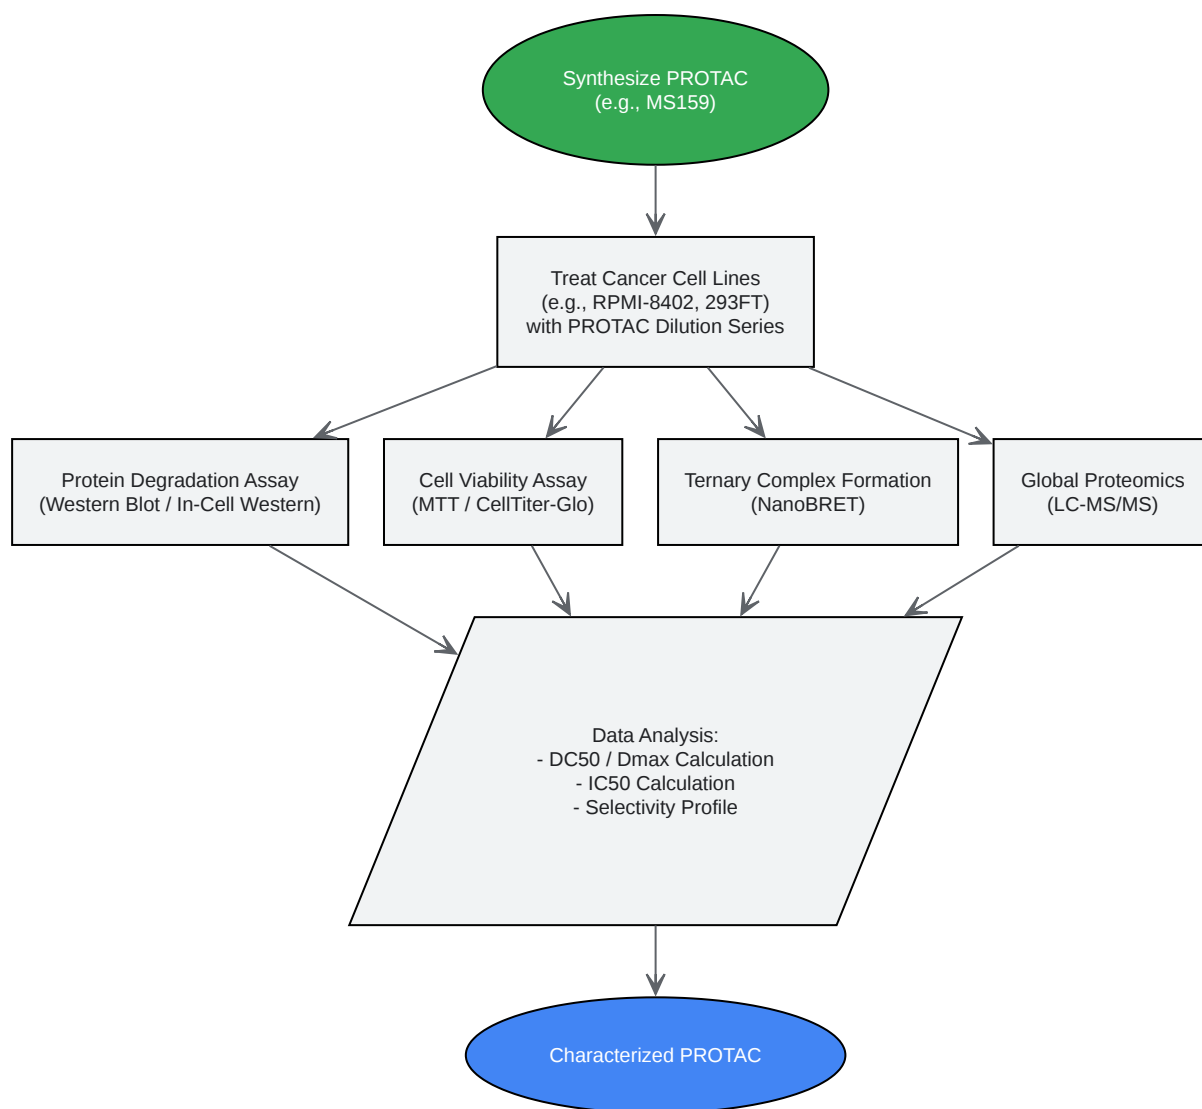 Synthesize PROTAC
(e.g., MS159)
Treat Cancer Cell Lines
(e.g., RPMI-8402, 293FT)
with PROTAC Dilution Series
Protein Degradation Assay
(Western Blot / In-Cell Western)
Cell Viability Assay
(MTT / CellTiter-Glo)
Ternary Complex Formation
(NanoBRET)
Global Proteomics
(LC-MS/MS)
Data Analysis:
- DC50 / Dmax Calculation
- IC50 Calculation
- Selectivity Profile
Characterized PROTAC